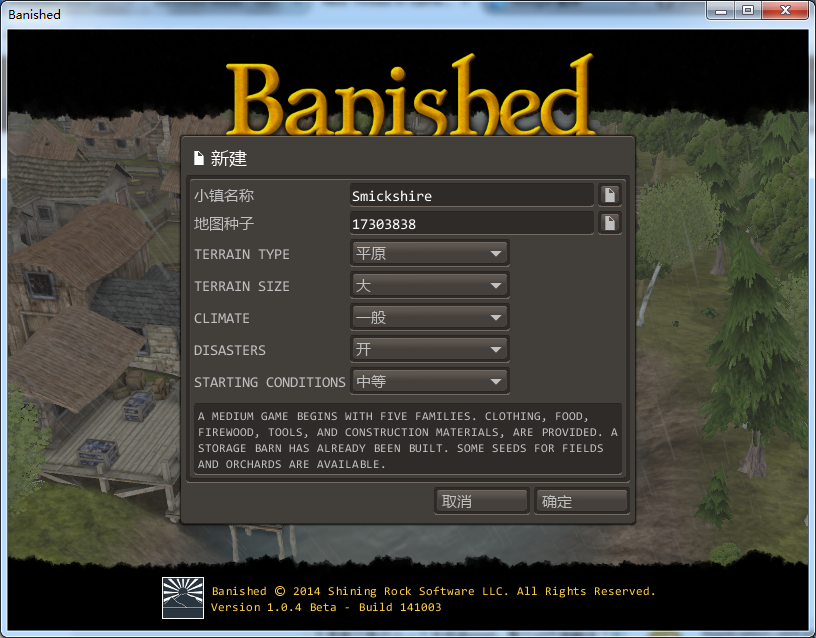 Banished
Banished
新建
小镇名称 Smickshire
地图种子 17303838
TERRAIN TYPE 平原
TERRAIN SIZE 大
CLIMATE 一般
DISASTERS 开
STARTING CONDITIONS 中等
A MEDIUM GAME BEGINS WITH FIVE FAMILIES. CLOTHING, FOOD,
FIREWOOD, TOOLS, AND CONSTRUCTION MATERIALS, ARE PROVIDED. A
STORAGE BARN HAS ALREADY BEEN BUILT. SOME SEEDS FOR FIELDS
AND ORCHARDS ARE AVAILABLE.
取消 确定
Banished © 2014 Shining Rock Software LLC. All Rights Reserved.
Version 1.0.4 Beta - Build 141003